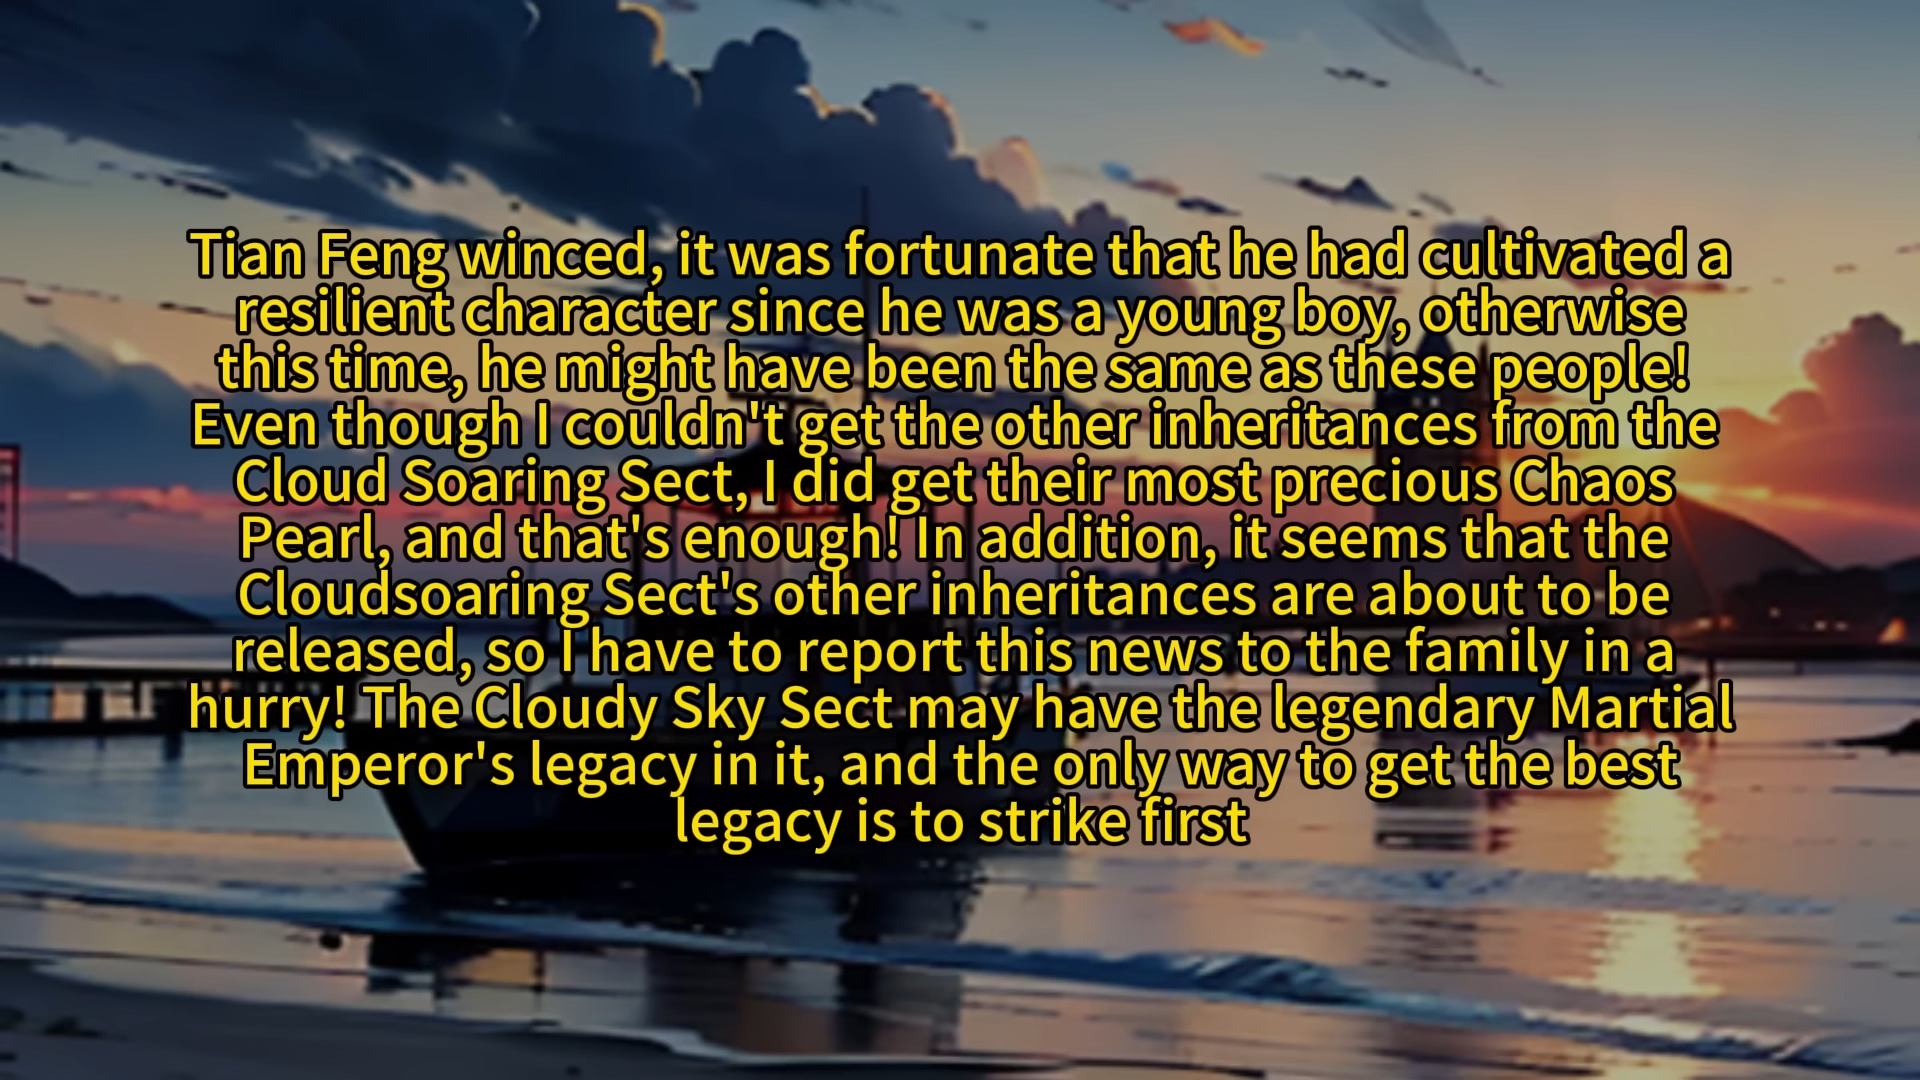 Tian Feng winced, it was fortunate that he had cultivated a
resilient character since he was a young boy, otherwise
this time, he might have been the same as these people!
Even though I couldn't get the other inheritances from the
Cloud Soaring Sect, I did get their most precious Chaos
Pearl, and that's enough! In addition, it seems that the
Cloudsoaring Sect's other inheritances are about to be
released, so I have to report this news to the family in a
hurry! The Cloudy Sky Sect may have the legendary Martial
Emperor's legacy in it, and the only way to get the best
legacy is to strike first